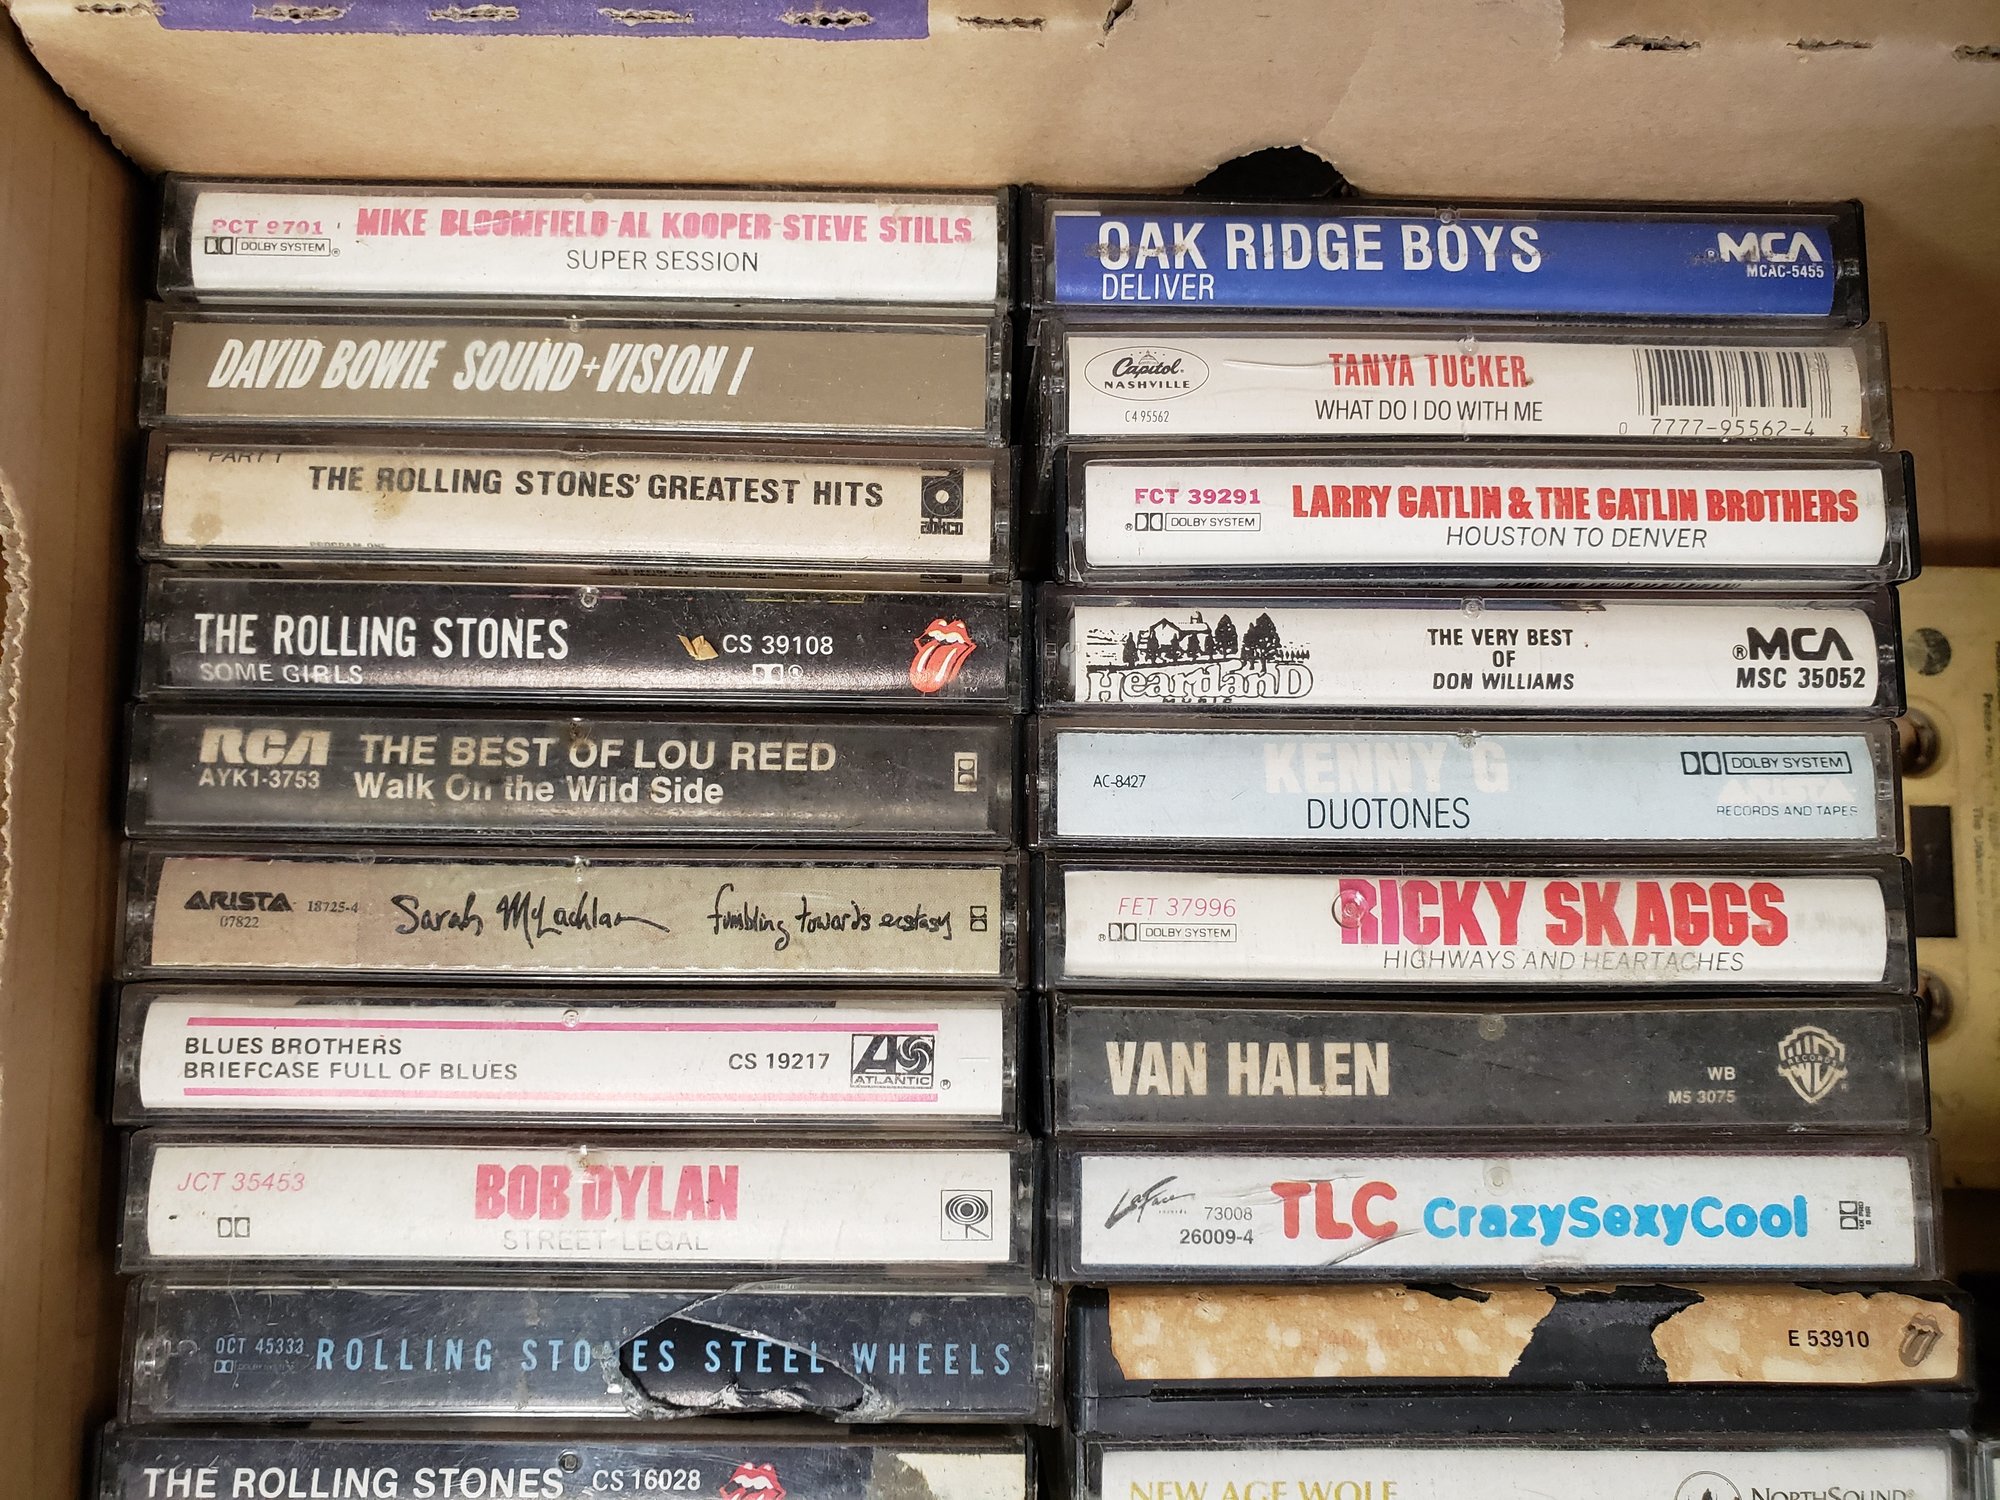 PCT 9701
MIKE BLOOMFIELD-AL KOOPER-STEVE STILLS
DOLBY SYSTEM
SUPER SESSION
DAVID BOWIE SOUND+VISION I
PART 1
THE ROLLING STONES' GREATEST HITS
abkco
THE ROLLING STONES
CS 39108
SOME GIRLS
RCA THE BEST OF LOU REED
AYK1-3753 Walk On the Wild Side
ARISTA 18725-4 Sarah McLachlan fumbling towards ecstasy
07822
BLUES BROTHERS
BRIEFCASE FULL OF BLUES
CS 19217
ATLANTIC
JCT 35453
BOB DYLAN
STREET-LEGAL
OCT 45333 ROLLING STONES STEEL WHEELS
THE ROLLING STONES CS 16028
OAK RIDGE BOYS
DELIVER
MCA
MCAC-5455
Capitol
NASHVILLE
C4 95562
TANYA TUCKER
WHAT DO I DO WITH ME
0 7777-95562-4 3
FCT 39291
DOLBY SYSTEM
LARRY GATLIN & THE GATLIN BROTHERS
HOUSTON TO DENVER
HeartlanD
MUSIC
THE VERY BEST
OF
DON WILLIAMS
MCA
MSC 35052
KENNY G
AC-8427
DUOTONES
DOLBY SYSTEM
ARISTA
RECORDS AND TAPES
FET 37996
DOLBY SYSTEM
RICKY SKAGGS
HIGHWAYS AND HEARTACHES
VAN HALEN
WB
M5 3075
LaFace
73008
26009-4
TLC CrazySexyCool
E 53910
NEW AGE WOLF
NORTHSOUND